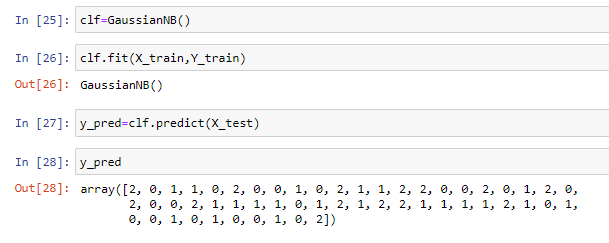 In [25]: clf=GaussianNB()
In [26]: clf.fit(X_train,Y_train)
Out[26]: GaussianNB()
In [27]: y_pred=clf.predict(X_test)
In [28]: y_pred
Out[28]: array([2, 0, 1, 1, 0, 2, 0, 0, 1, 0, 2, 1, 1, 2, 2, 0, 0, 2, 0, 1, 2, 0,
2, 0, 0, 2, 1, 1, 1, 1, 0, 1, 2, 1, 2, 2, 1, 1, 1, 1, 2, 1, 0, 1,
0, 0, 1, 0, 1, 0, 0, 1, 0, 2])